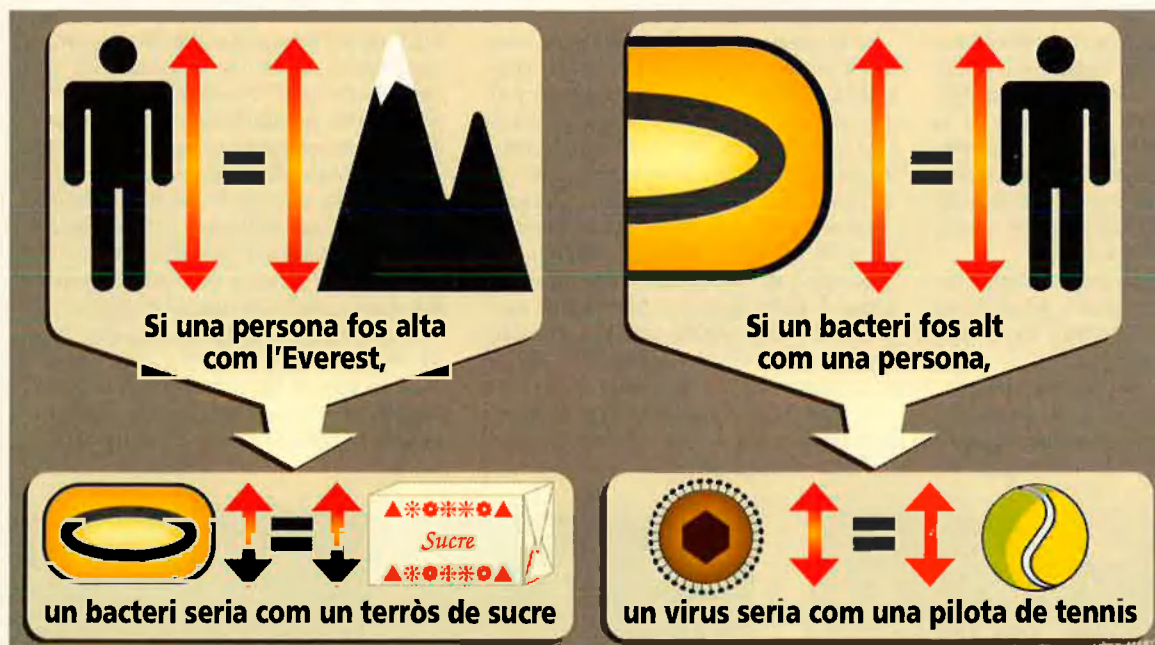 Si una persona fos alta
com l'Everest,
Si un bacteri fos alt
com una persona,
Sucre
un bacteri seria com un terròs de sucre
un virus seria com una pilota de tennis